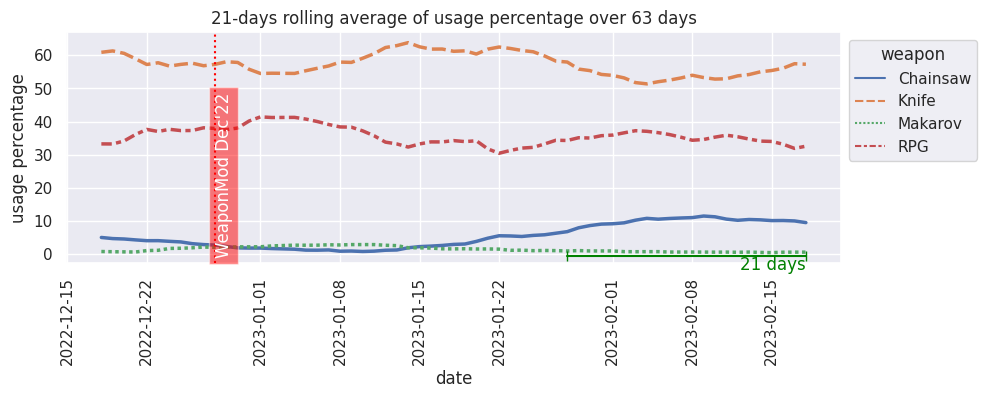 21-days rolling average of usage percentage over 63 days
usage percentage
60
50
40
30
20
10
0
WeaponMod Dec'22
21 days
2022-12-15
2022-12-22
2023-01-01
2023-01-08
2023-01-15
2023-01-22
2023-02-01
2023-02-08
2023-02-15
date
weapon
Chainsaw
Knife
Makarov
RPG